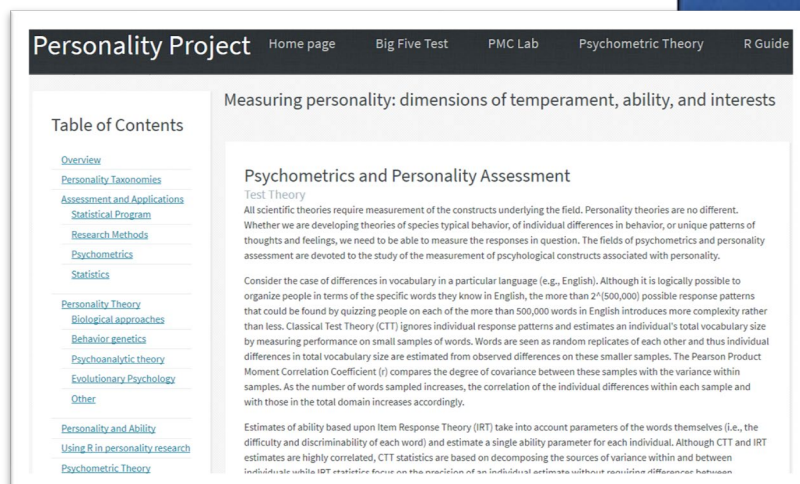 Personality Project Home page Big Five Test PMC Lab Psychometric Theory R Guide
Table of Contents
Overview
Personality Taxonomies
Assessment and Applications
Statistical Program
Research Methods
Psychometrics
Statistics
Personality Theory
Biological approaches
Behavior genetics
Psychoanalytic theory
Evolutionary Psychology
Other
Personality and Ability
Using R in personality research
Psychometric Theory
Measuring personality: dimensions of temperament, ability, and interests
Psychometrics and Personality Assessment
Test Theory
All scientific theories require measurement of the constructs underlying the field. Personality theories are no different.
Whether we are developing theories of species typical behavior, of individual differences in behavior, or unique patterns of
thoughts and feelings, we need to be able to measure the responses in question. The fields of psychometrics and personality
assessment are devoted to the study of the measurement of pscyhological constructs associated with personality.
Consider the case of differences in vocabulary in a particular language (e.g., English). Although it is logically possible to
organize people in terms of the specific words they know in English, the more than 2^(500,000) possible response patterns
that could be found by quizzing people on each of the more than 500,000 words in English introduces more complexity rather
than less. Classical Test Theory (CTT) ignores individual response patterns and estimates an individual's total vocabulary size
by measuring performance on small samples of words. Words are seen as random replicates of each other and thus individual
differences in total vocabulary size are estimated from observed differences on these smaller samples. The Pearson Product
Moment Correlation Coefficient (r) compares the degree of covariance between these samples with the variance within
samples. As the number of words sampled increases, the correlation of the individual differences within each sample and
with those in the total domain increases accordingly.
Estimates of ability based upon Item Response Theory (IRT) take into account parameters of the words themselves (i.e., the
difficulty and discriminability of each word) and estimate a single ability parameter for each individual. Although CTT and IRT
estimates are highly correlated, CTT statistics are based on decomposing the sources of variance within and between
individuals while IRT statistics focus on the precision of an individual estimate without requiring differences between